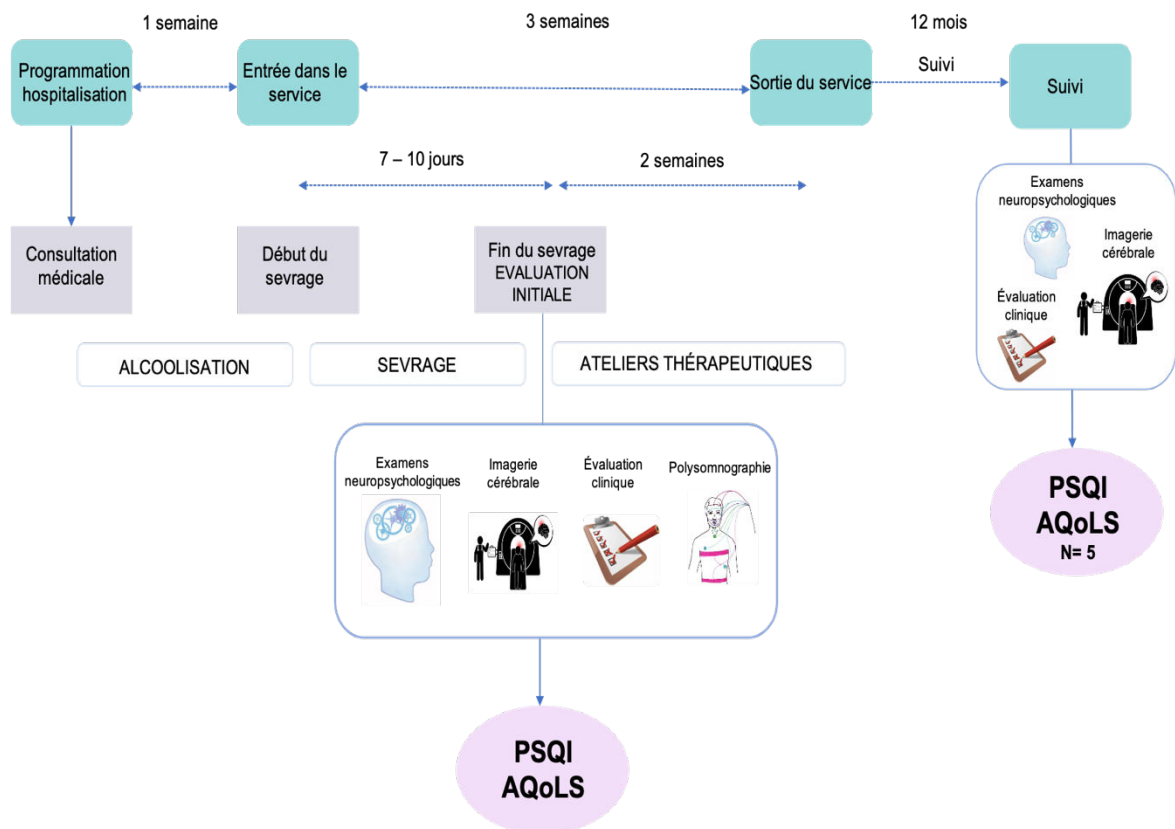 1 semaine
3 semaines
12 mois
Programmation
hospitalisation
Entrée dans le
service
Sortie du service
Suivi
Suivi
7 – 10 jours
2 semaines
Consultation
médicale
Début du
sevrage
Fin du sevrage
EVALUATION
INITIALE
Examens
neuropsychologiques
Imagerie
cérébrale
Évaluation
clinique
ALCOOLISATION
SEVRAGE
ATELIERS THÉRAPEUTIQUES
Examens
neuropsychologiques
Imagerie
cérébrale
Évaluation
clinique
Polysomnographie
PSQI
AQoLS
N= 5
PSQI
AQoLS